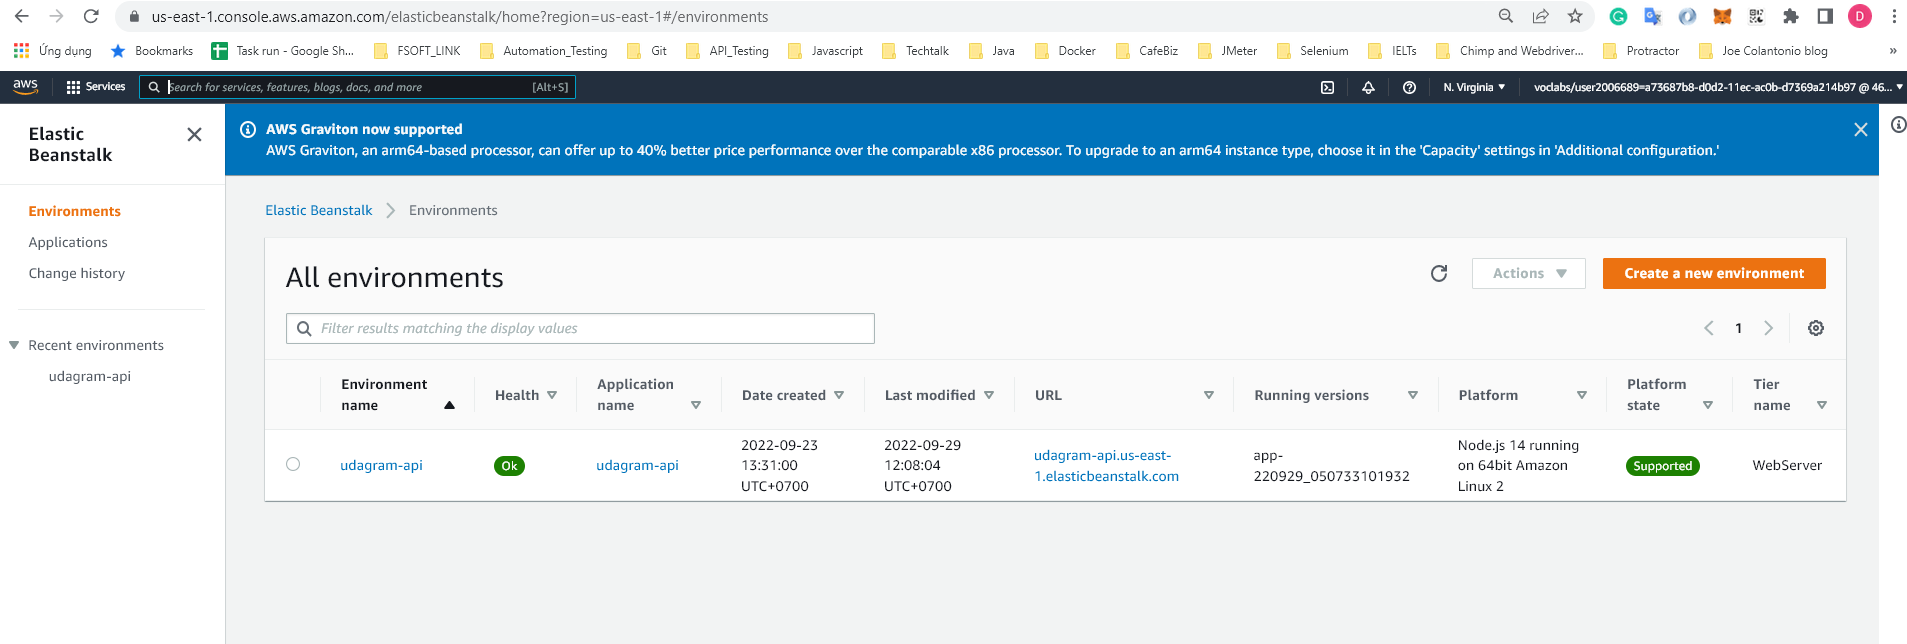 us-east-1.console.aws.amazon.com/elasticbeanstalk/home?region=us-east-1#/environments
D
Ứng dụng Bookmarks Task run - Google Sh... FSOFT_LINK Automation_Testing Git API_Testing Javascript Techtalk Java Docker CafeBiz JMeter Selenium IELTs Chimp and Webdriver... Protractor Joe Colantonio blog »
aws Services Search for services, features, blogs, docs, and more [Alt+S] N. Virginia voclabs/user2006689=a73687b8-d0d2-11ec-ac0b-d7369a214b97 @ 46...
Elastic
Beanstalk
Environments
Applications
Change history
Recent environments
udagram-api
AWS Graviton now supported
AWS Graviton, an arm64-based processor, can offer up to 40% better price performance over the comparable x86 processor. To upgrade to an arm64 instance type, choose it in the 'Capacity' settings in 'Additional configuration.'
Elastic Beanstalk Environments
All environments
Actions
Create a new environment
Filter results matching the display values
1
Environment
name
Health
Application
name
Date created
Last modified
URL
Running versions
Platform
Platform
state
Tier
name
udagram-api
Ok
udagram-api
2022-09-23
13:31:00
UTC+0700
2022-09-29
12:08:04
UTC+0700
udagram-api.us-east-
1.elasticbeanstalk.com
app-
220929_050733101932
Node.js 14 running
on 64bit Amazon
Linux 2
Supported
WebServer